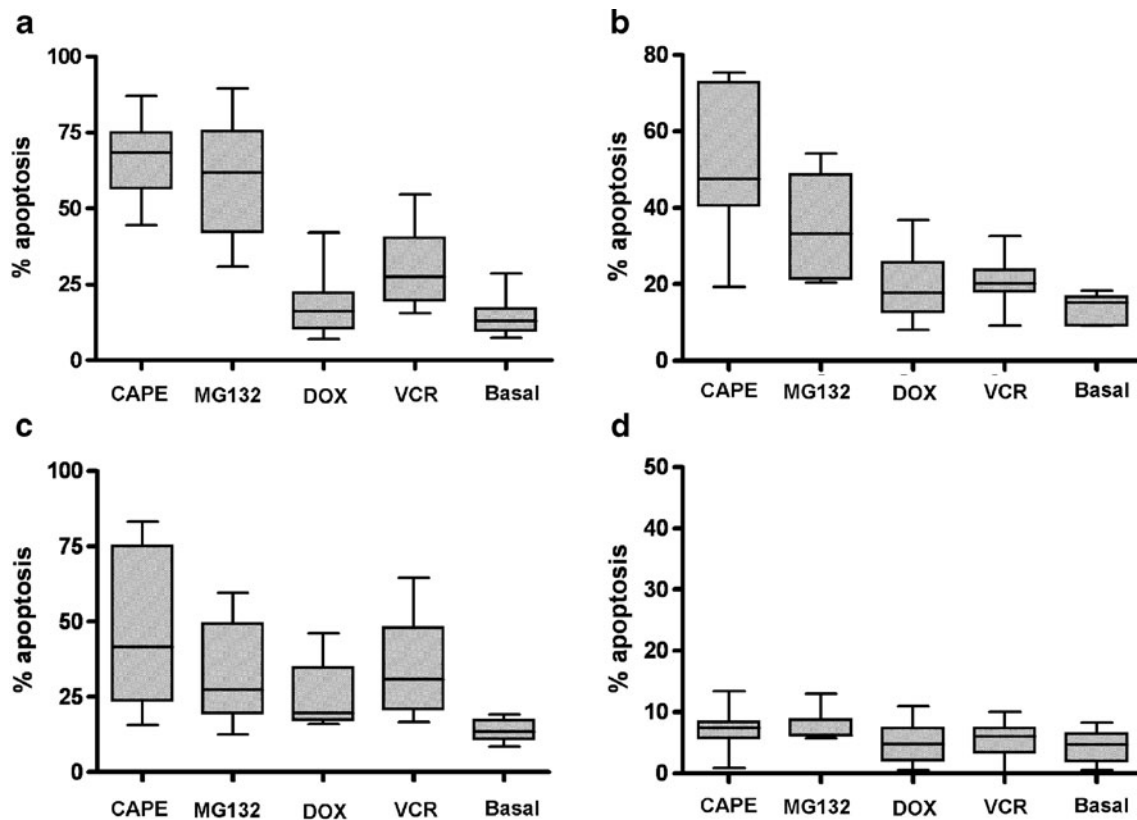 a
% apoptosis
100
75
50
25
0
CAPE MG132 DOX VCR Basal
b
% apoptosis
80
60
40
20
0
CAPE MG132 DOX VCR Basal
c
% apoptosis
100
75
50
25
0
CAPE MG132 DOX VCR Basal
d
% apoptosis
50
40
30
20
10
0
CAPE MG132 DOX VCR Basal